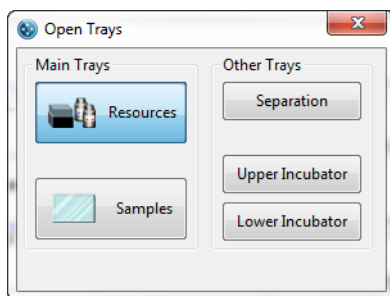 Open Trays
Main Trays
Resources
Samples
Other Trays
Separation
Upper Incubator
Lower Incubator